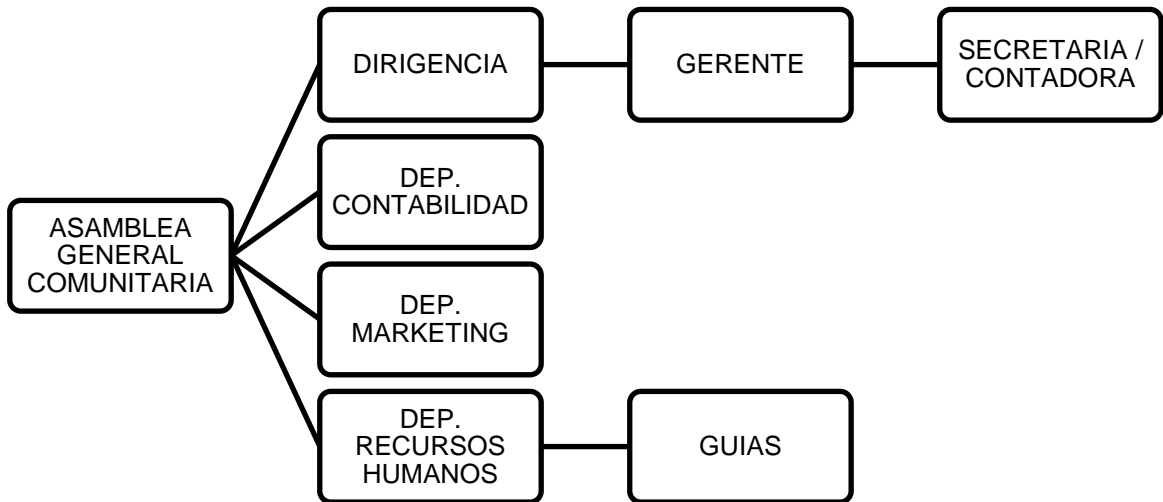 DIRIGENCIA
GERENTE
SECRETARIA /
CONTADORA
DEP.
CONTABILIDAD
ASAMBLEA
GENERAL
COMUNITARIA
DEP.
MARKETING
DEP.
RECURSOS
HUMANOS
GUIAS